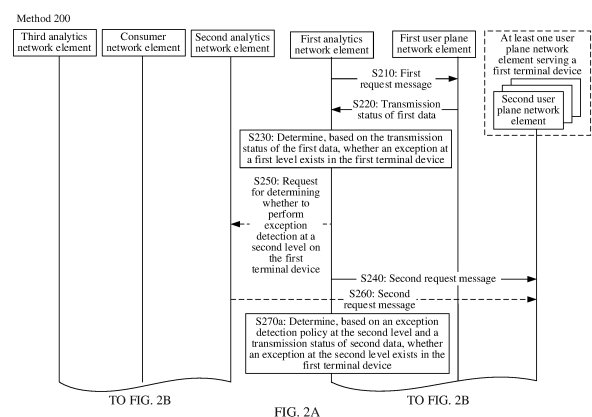 Method 200
Third analytics
network element
Consumer
network element
Second analytics
network element
First analytics
network element
First user plane
network element
At least one user
plane network
element serving a
first terminal device
Second user
plane network
element
S210: First
request message
S220: Transmission
status of first data
S230: Determine, based on the transmission
status of the first data, whether an exception at
a first level exists in the first terminal device
S250: Request
for determining
whether to
perform
exception
detection at a
second level on
the first
terminal device
S240: Second request message
S260: Second
request message
S270a: Determine, based on an exception
detection policy at the second level and a
transmission status of second data, whether
an exception at the second level exists in the
first terminal device
TO FIG. 2B
TO FIG. 2B
FIG. 2A